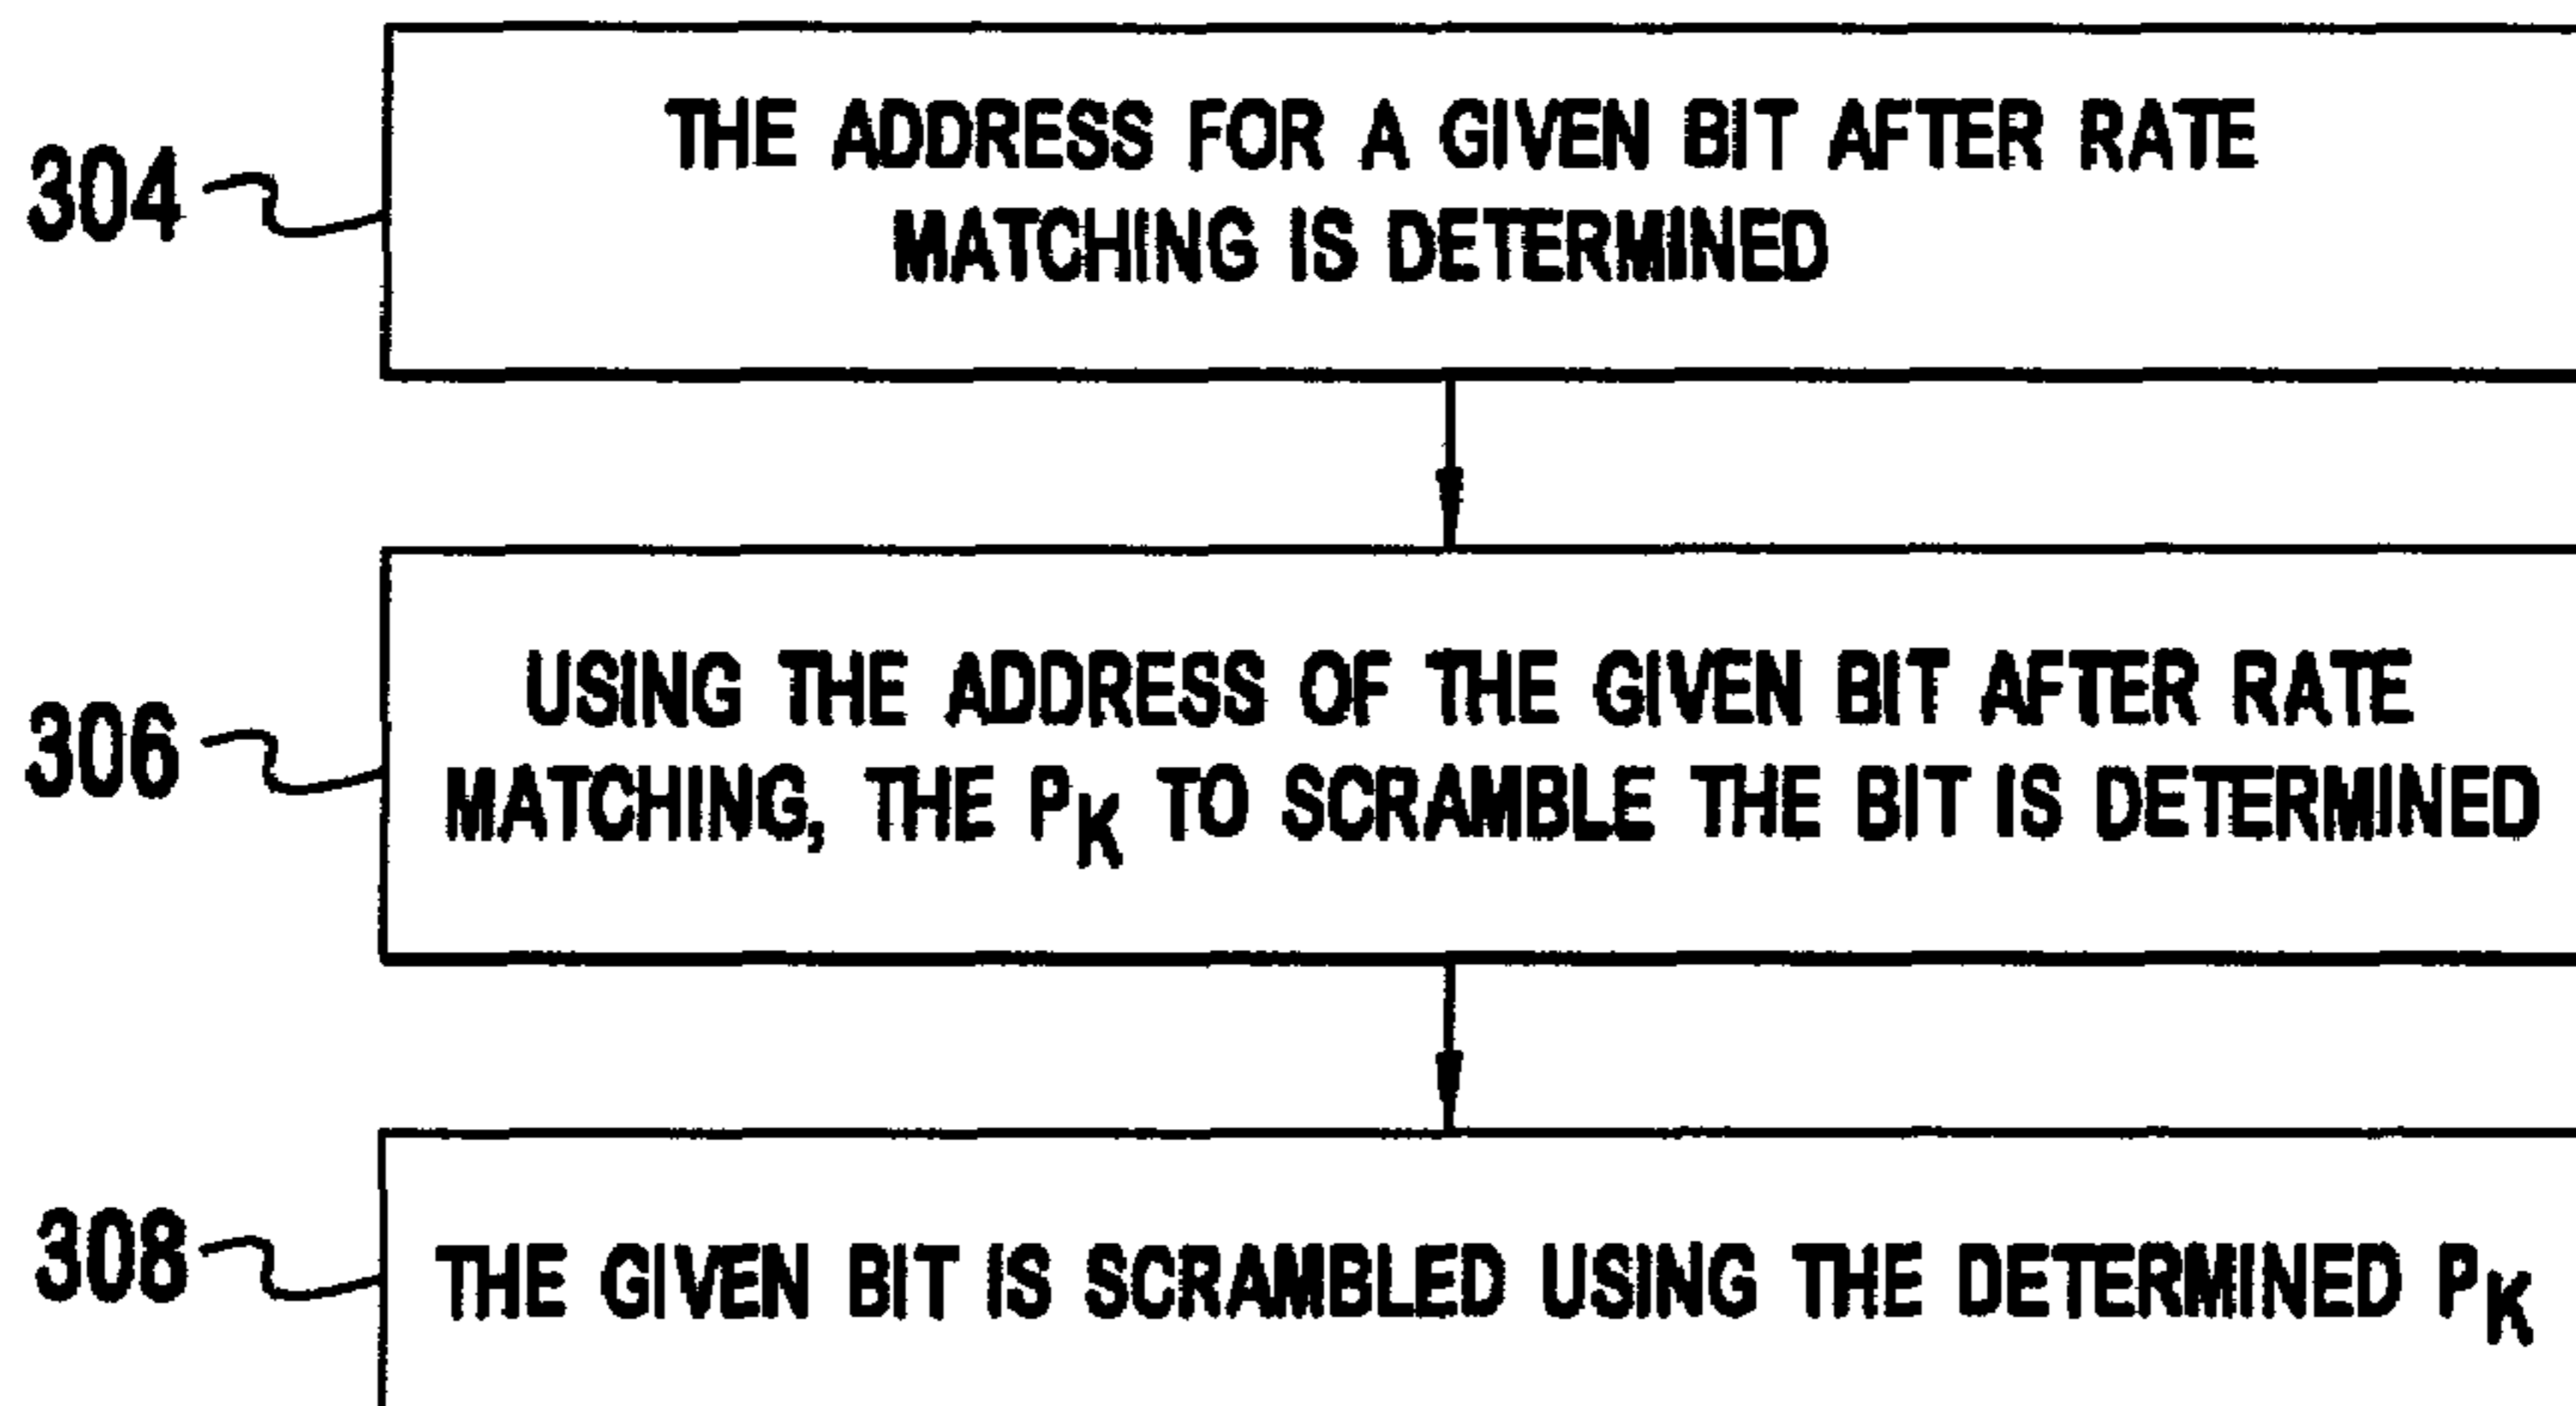 304
THE ADDRESS FOR A GIVEN BIT AFTER RATE
MATCHING IS DETERMINED
306
USING THE ADDRESS OF THE GIVEN BIT AFTER RATE
MATCHING, THE PK TO SCRAMBLE THE BIT IS DETERMINED
308
THE GIVEN BIT IS SCRAMBLED USING THE DETERMINED PK